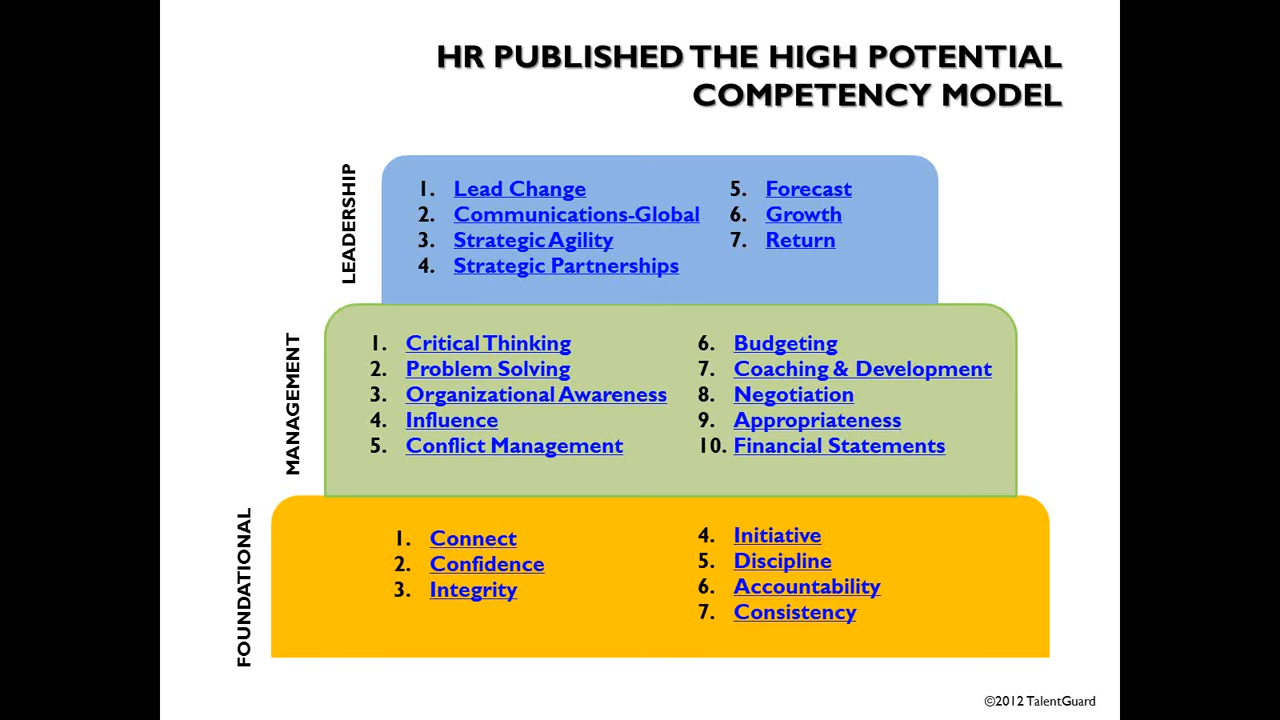 HR PUBLISHED THE HIGH POTENTIAL
COMPETENCY MODEL
LEADERSHIP
1. Lead Change
2. Communications-Global
3. Strategic Agility
4. Strategic Partnerships
5. Forecast
6. Growth
7. Return
MANAGEMENT
1. Critical Thinking
2. Problem Solving
3. Organizational Awareness
4. Influence
5. Conflict Management
6. Budgeting
7. Coaching & Development
8. Negotiation
9. Appropriateness
10. Financial Statements
FOUNDATIONAL
1. Connect
2. Confidence
3. Integrity
4. Initiative
5. Discipline
6. Accountability
7. Consistency
©2012 TalentGuard